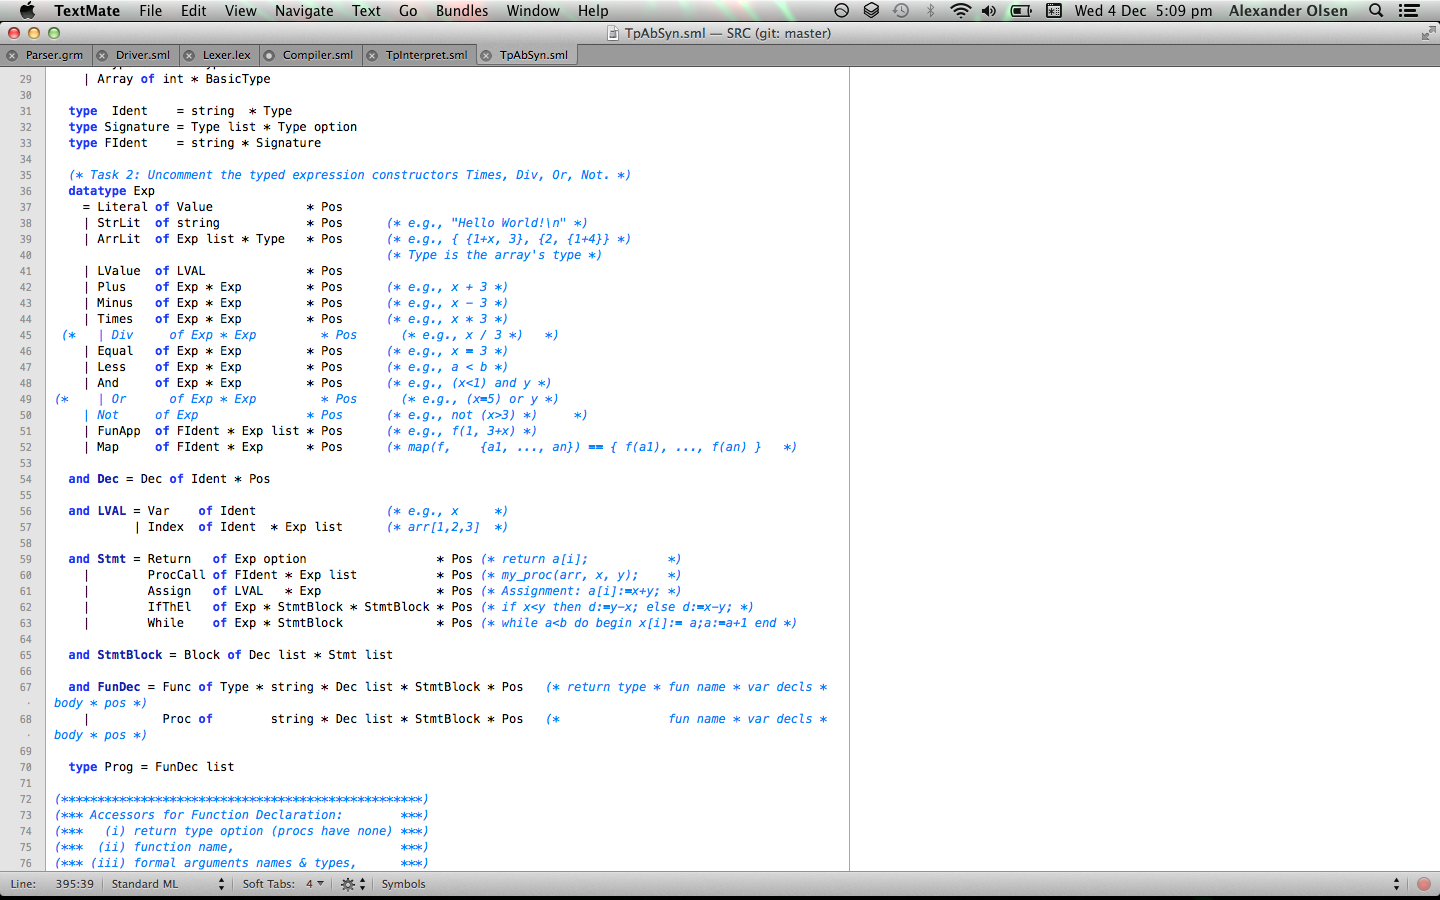 TextMate File Edit View Navigate Text Go Bundles Window Help Wed 4 Dec 5:09 pm Alexander Olsen
TpAbSyn.sml — SRC (git: master)
Parser.grm Driver.sml Lexer.lex Compiler.sml TpInterpret.sml TpAbSyn.sml
29 | Array of int * BasicType
30
31 type Ident = string * Type
32 type Signature = Type list * Type option
33 type FIdent = string * Signature
34
35 (* Task 2: Uncomment the typed expression constructors Times, Div, Or, Not. *)
36 datatype Exp
37 = Literal of Value * Pos
38 | StrLit of string * Pos (* e.g., "Hello World!\n" *)
39 | ArrLit of Exp list * Type * Pos (* e.g., { {1+x, 3}, {2, {1+4}} *)
40 (* Type is the array's type *)
41 | LValue of LVAL * Pos
42 | Plus of Exp * Exp * Pos (* e.g., x + 3 *)
43 | Minus of Exp * Exp * Pos (* e.g., x - 3 *)
44 | Times of Exp * Exp * Pos (* e.g., x * 3 *)
45 (* | Div of Exp * Exp * Pos (* e.g., x / 3 *) *)
46 | Equal of Exp * Exp * Pos (* e.g., x = 3 *)
47 | Less of Exp * Exp * Pos (* e.g., a < b *)
48 | And of Exp * Exp * Pos (* e.g., (x<1) and y *)
49 (* | Or of Exp * Exp * Pos (* e.g., (x=5) or y *)
50 | Not of Exp * Pos (* e.g., not (x>3) *) *)
51 | FunApp of FIdent * Exp list * Pos (* e.g., f(1, 3+x) *)
52 | Map of FIdent * Exp * Pos (* map(f, {a1, ..., an}) == { f(a1), ..., f(an) } *)
53
54 and Dec = Dec of Ident * Pos
55
56 and LVAL = Var of Ident (* e.g., x *)
57 | Index of Ident * Exp list (* arr[1,2,3] *)
58
59 and Stmt = Return of Exp option * Pos (* return a[i]; *)
60 | ProcCall of FIdent * Exp list * Pos (* my_proc(arr, x, y); *)
61 | Assign of LVAL * Exp * Pos (* Assignment: a[i]:=x+y; *)
62 | IfThEl of Exp * StmtBlock * StmtBlock * Pos (* if x<y then d:=y-x; else d:=x-y; *)
63 | While of Exp * StmtBlock * Pos (* while a<b do begin x[i]:= a;a:=a+1 end *)
64
65 and StmtBlock = Block of Dec list * Stmt list
66
67 and FunDec = Func of Type * string * Dec list * StmtBlock * Pos (* return type * fun name * var decls *
· body * pos *)
68 | Proc of string * Dec list * StmtBlock * Pos (* fun name * var decls *
· body * pos *)
69
70 type Prog = FunDec list
71
72 (**************************************************)
73 (*** Accessors for Function Declaration: ***)
74 (*** (i) return type option (procs have none) ***)
75 (*** (ii) function name, ***)
76 (*** (iii) formal arguments names & types, ***)
Line: 395:39 Standard ML Soft Tabs: 4 Symbols